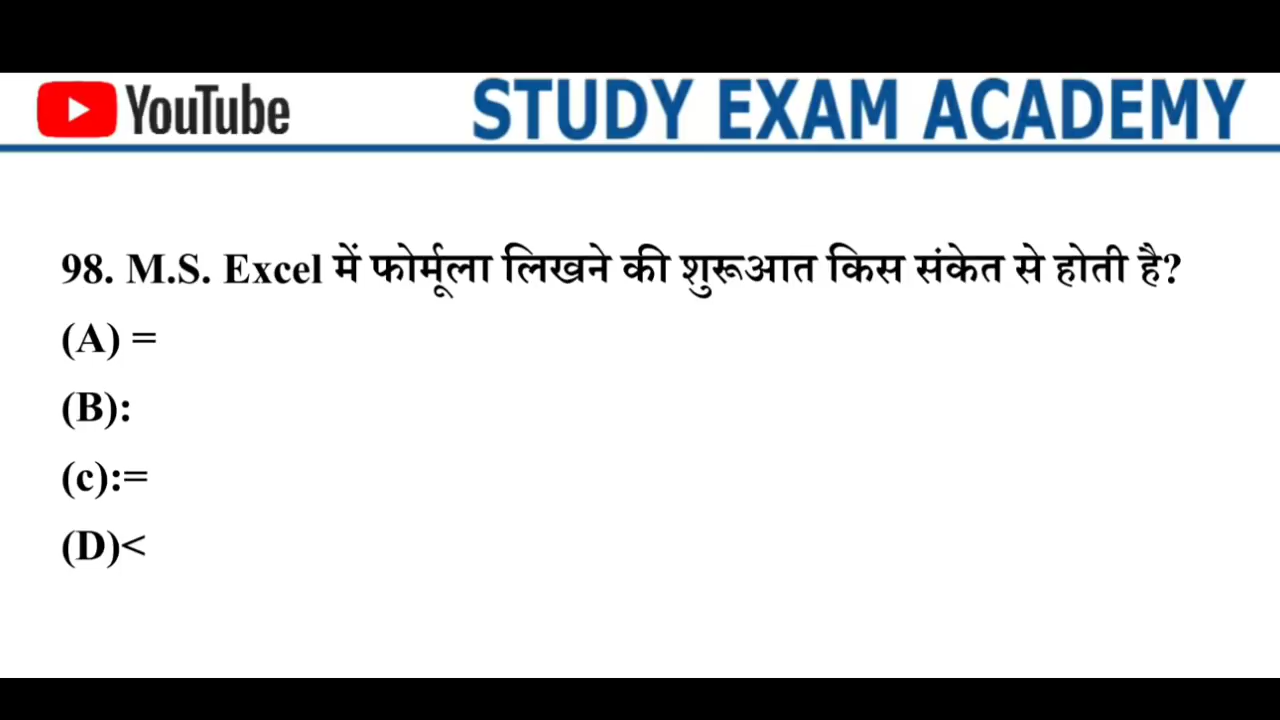 YouTube STUDY EXAM ACADEMY
98. M.S. Excel में फोर्मूला लिखने की शुरूआत किस संकेत से होती है?
(A) =
(B):
(c):=
(D)<